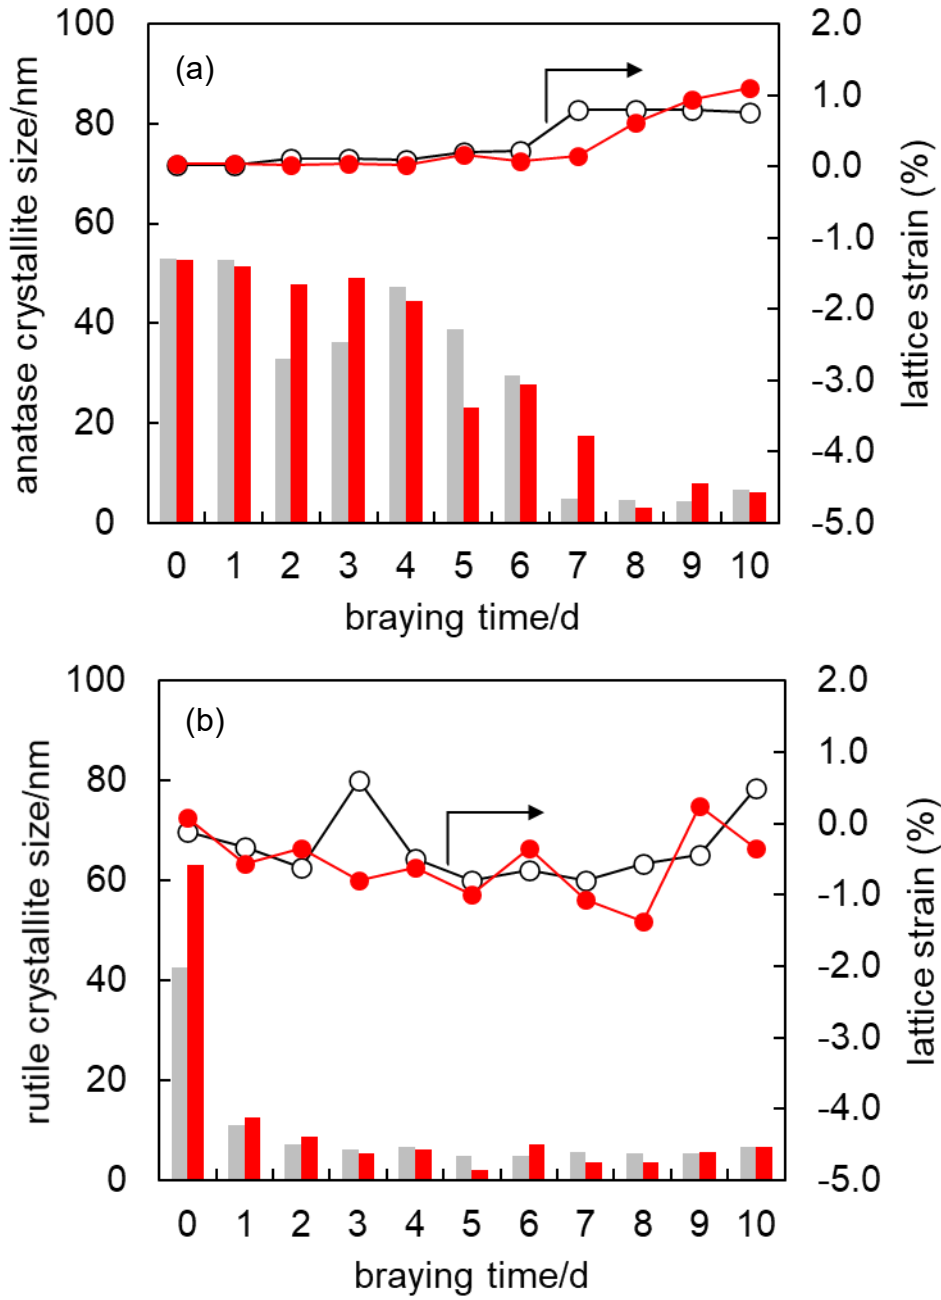 (a)
anatase crystallite size/nm
100
80
60
40
20
0
2.0
1.0
0.0
-1.0
-2.0
-3.0
-4.0
-5.0
lattice strain (%)
0 1 2 3 4 5 6 7 8 9 10
braying time/d
(b)
rutile crystallite size/nm
100
80
60
40
20
0
2.0
1.0
0.0
-1.0
-2.0
-3.0
-4.0
-5.0
lattice strain (%)
0 1 2 3 4 5 6 7 8 9 10
braying time/d